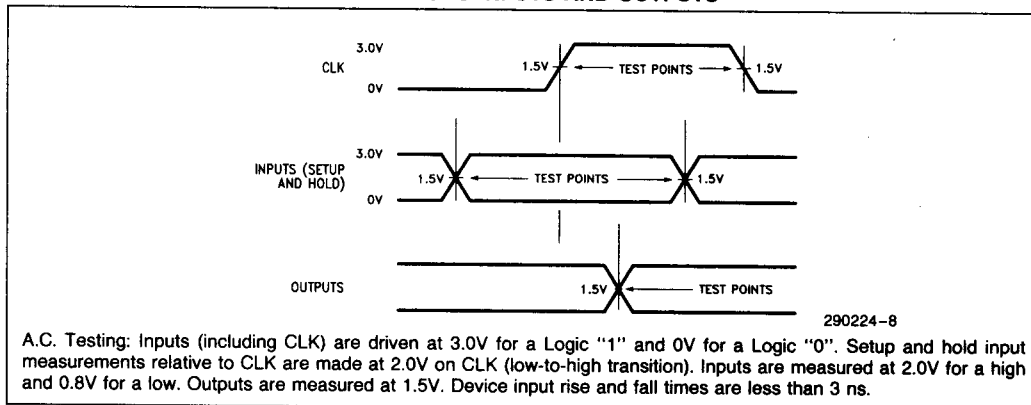 3.0V
CLK
1.5V
TEST POINTS
1.5V
0V
3.0V
INPUTS (SETUP
AND HOLD)
1.5V
TEST POINTS
1.5V
0V
OUTPUTS
1.5V
TEST POINTS
290224-8
A.C. Testing: Inputs (including CLK) are driven at 3.0V for a Logic "1" and 0V for a Logic "0". Setup and hold input
measurements relative to CLK are made at 2.0V on CLK (low-to-high transition). Inputs are measured at 2.0V for a high
and 0.8V for a low. Outputs are measured at 1.5V. Device input rise and fall times are less than 3 ns.